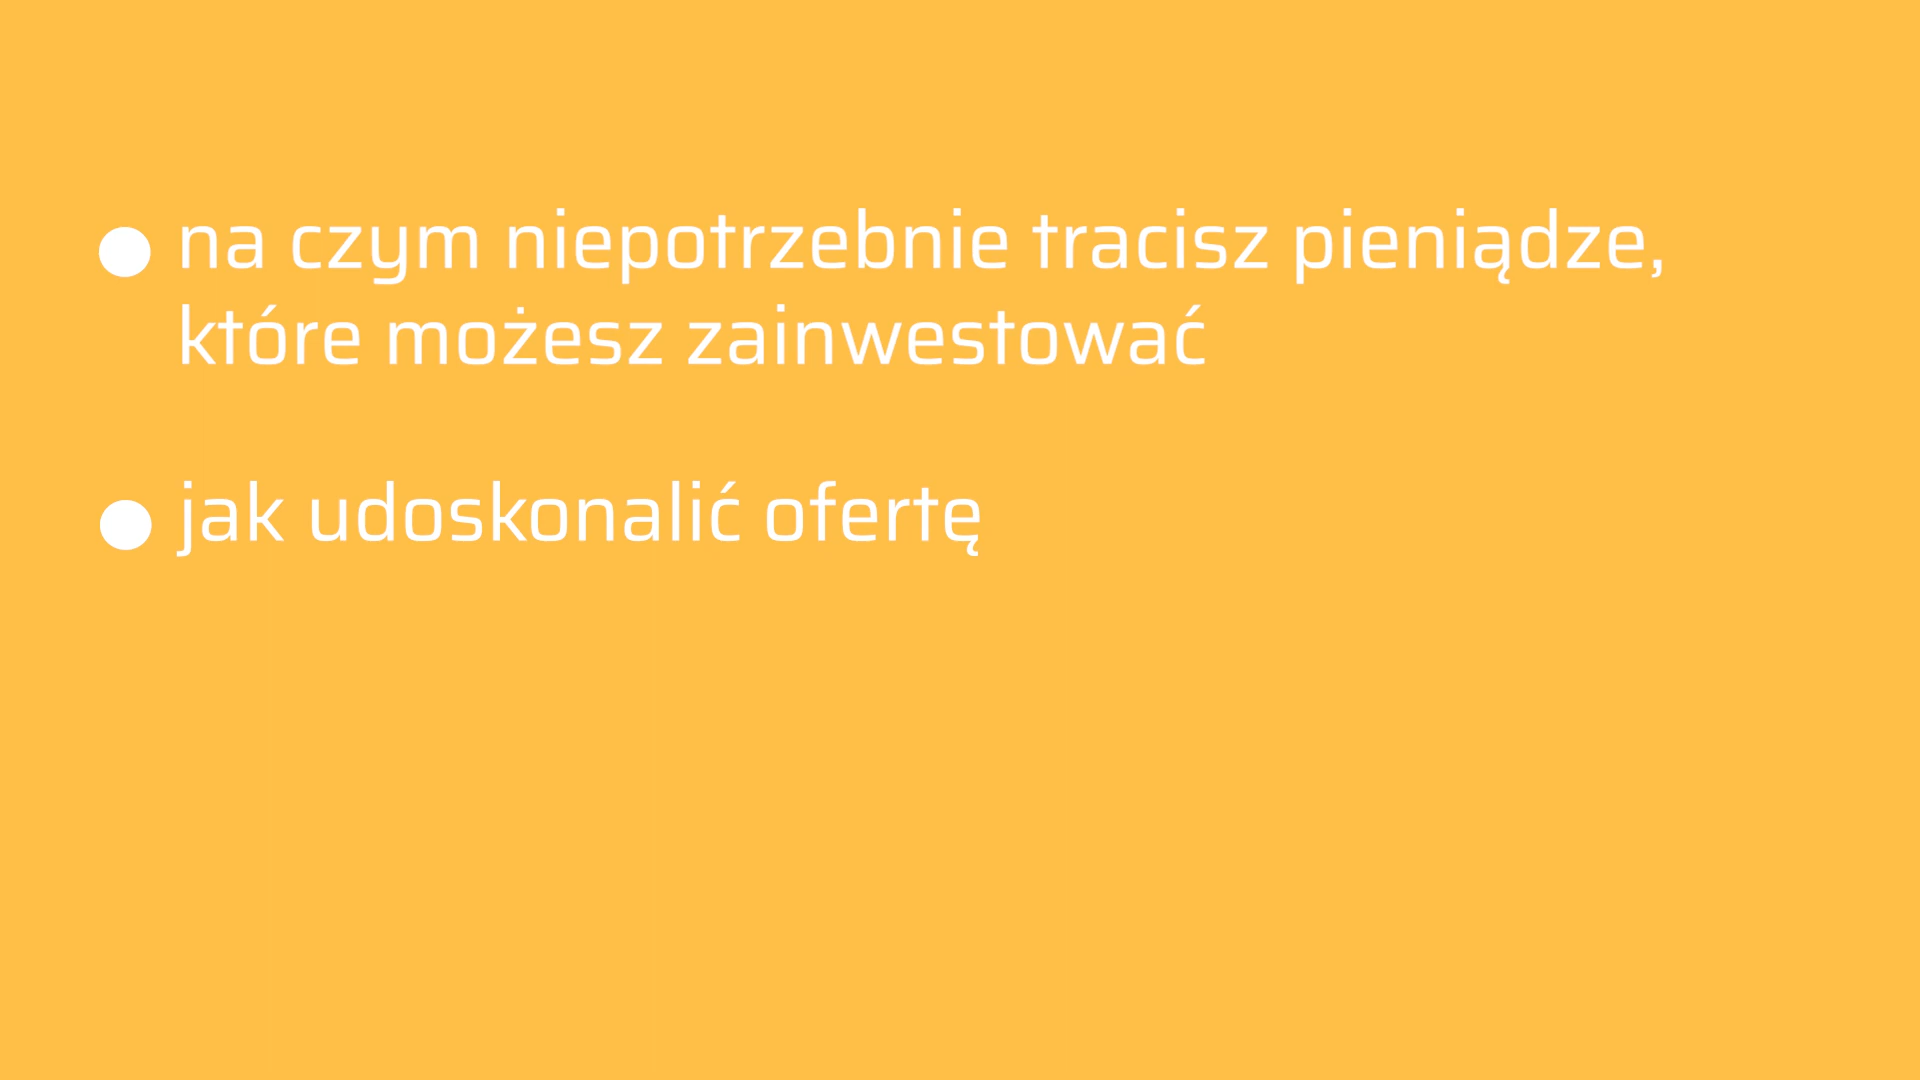 na czym niepotrzebnie tracisz pieniądze,
które możesz zainwestować
jak udoskonalić ofertę